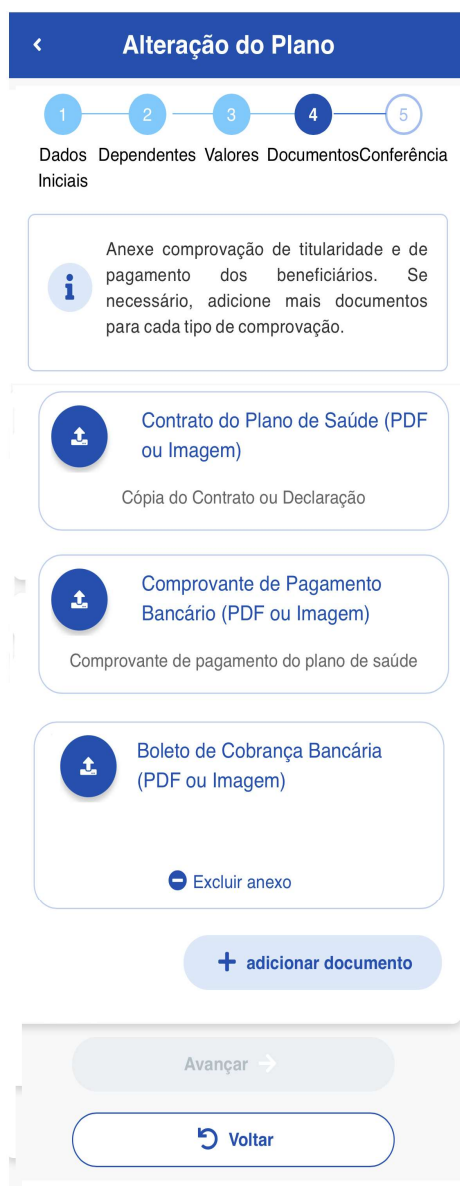 Alteração do Plano
1 2 3 4 5
Dados Dependentes Valores Documentos Conferência
Iniciais
Anexe comprovação de titularidade e de
pagamento dos beneficiários. Se
necessário, adicione mais documentos
para cada tipo de comprovação.
Contrato do Plano de Saúde (PDF
ou Imagem)
Cópia do Contrato ou Declaração
Comprovante de Pagamento
Bancário (PDF ou Imagem)
Comprovante de pagamento do plano de saúde
Boleto de Cobrança Bancária
(PDF ou Imagem)
Excluir anexo
adicionar documento
Avançar
Voltar